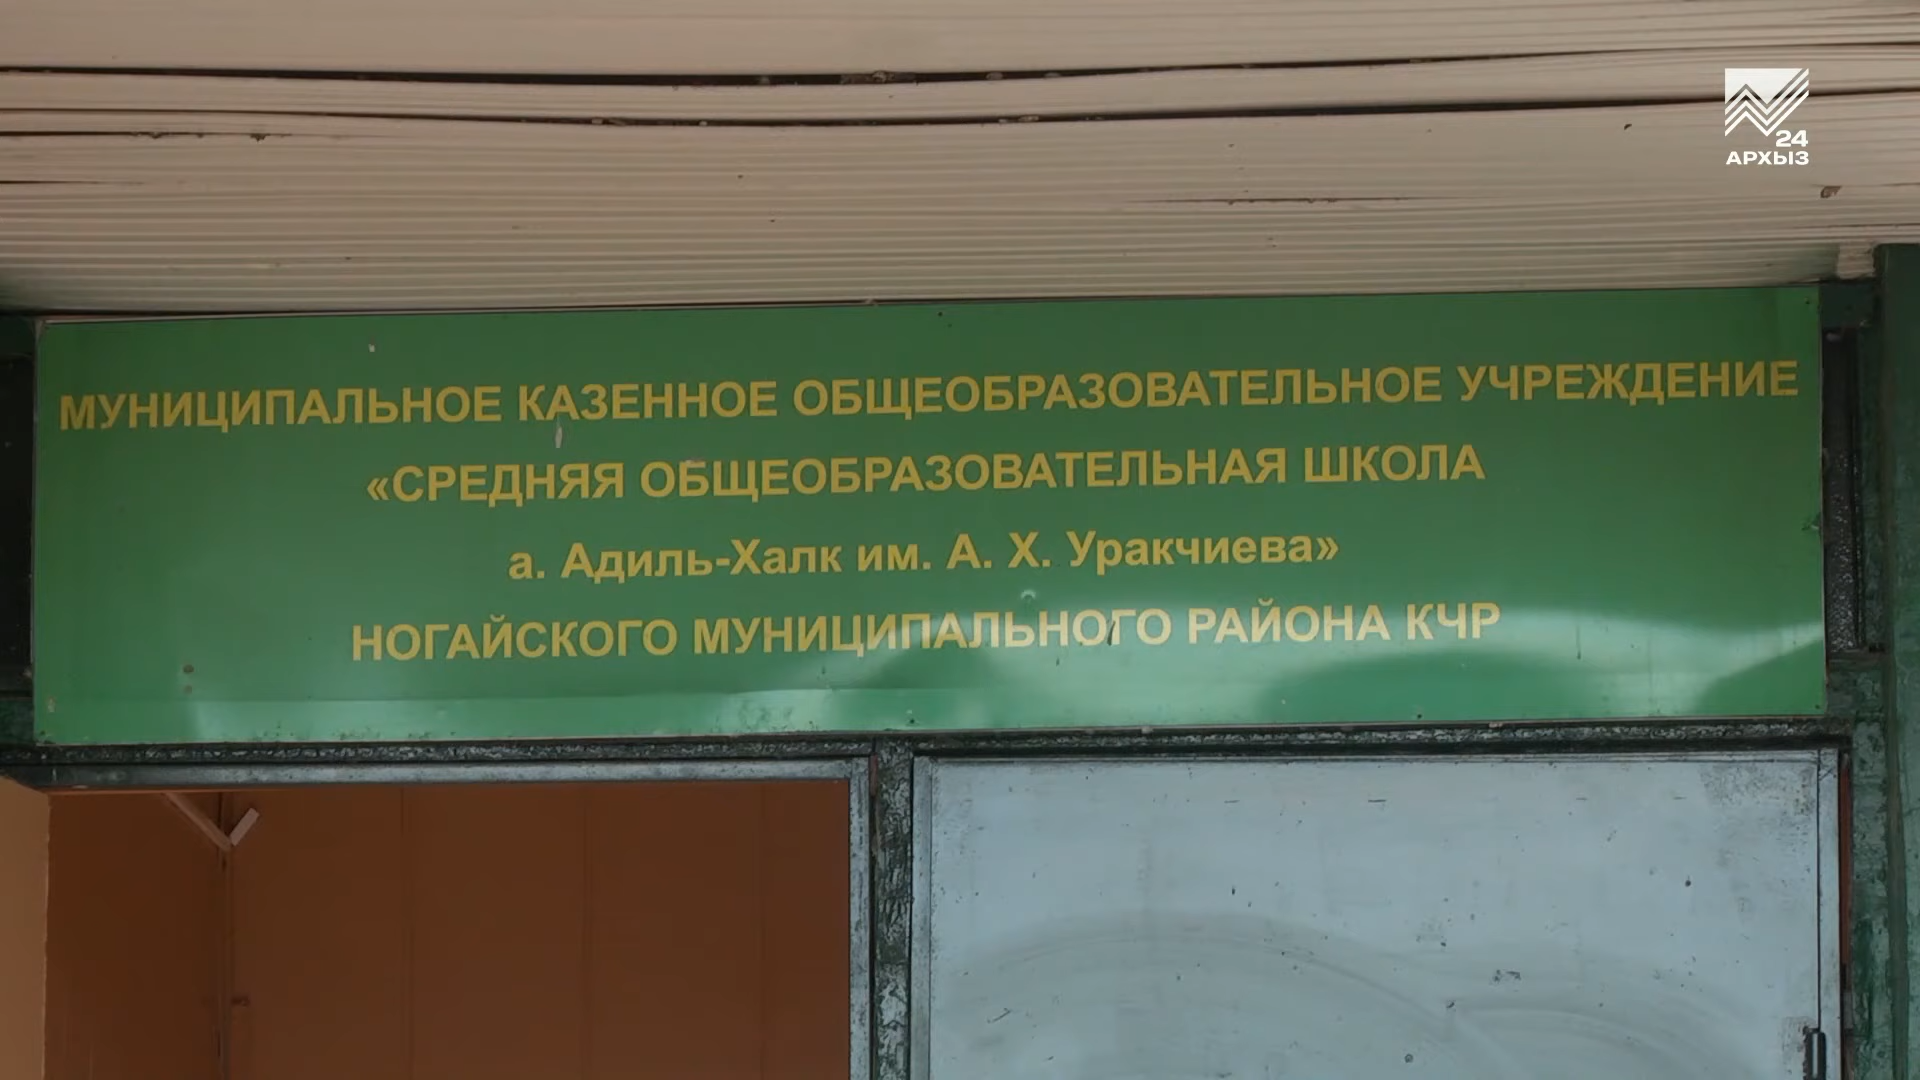 24
АРХЫЗ
МУНИЦИПАЛЬНОЕ КАЗЕННОЕ ОБЩЕОБРАЗОВАТЕЛЬНОЕ УЧРЕЖДЕНИЕ
«СРЕДНЯЯ ОБЩЕОБРАЗОВАТЕЛЬНАЯ ШКОЛА
а. Адиль-Халк им. А. Х. Уракчиева»
НОГАЙСКОГО МУНИЦИПАЛЬНОГО РАЙОНА КЧР